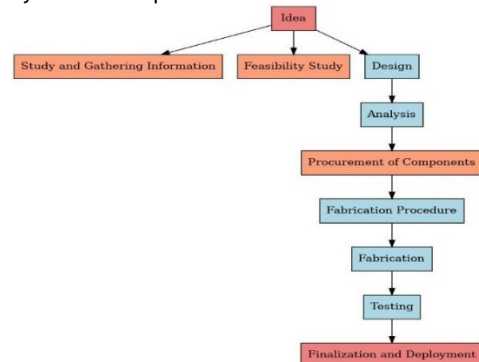 Idea
Study and Gathering Information
Feasibility Study
Design
Analysis
Procurement of Components
Fabrication Procedure
Fabrication
Testing
Finalization and Deployment